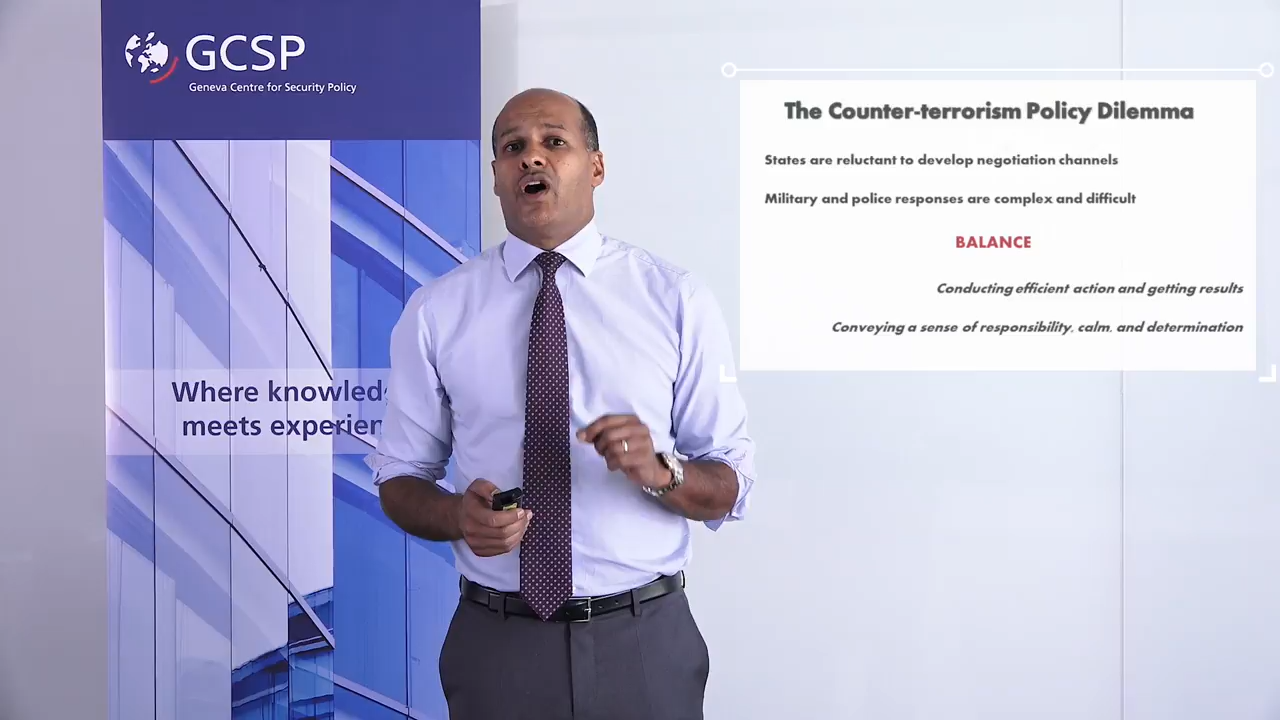 GCSP
Geneva Centre for Security Policy
Where knowled
meets experien
The Counter-terrorism Policy Dilemma
States are reluctant to develop negotiation channels
Military and police responses are complex and difficult
BALANCE
Conducting efficient action and getting results
Conveying a sense of responsibility, calm, and determination